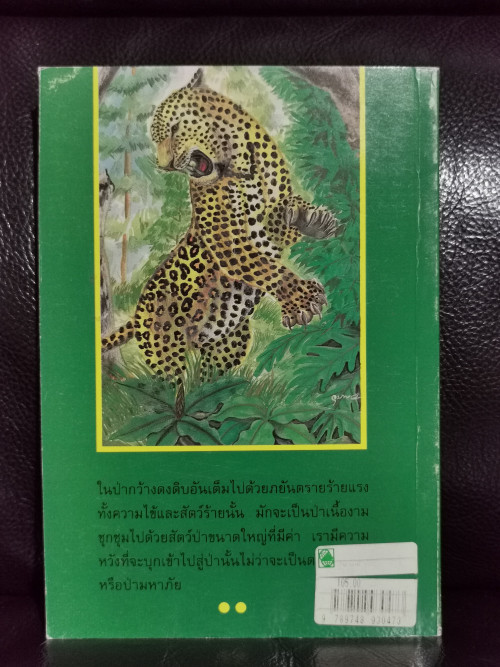 ในป่ากว้างดงดิบอันเต็มไปด้วยภยันตรายร้ายแรง
ทั้งความไข้และสัตว์ร้ายนั้น มักจะเป็นป่าเนื้องาม
ชุกชุมไปด้วยสัตว์ป่าขนาดใหญ่ที่มีค่า เรามีความ
หวังที่จะบุกเข้าไปสู่ป่านั้นไม่ว่าจะเป็น
หรือป่ามหาภัย
105.00
9 789748 930473